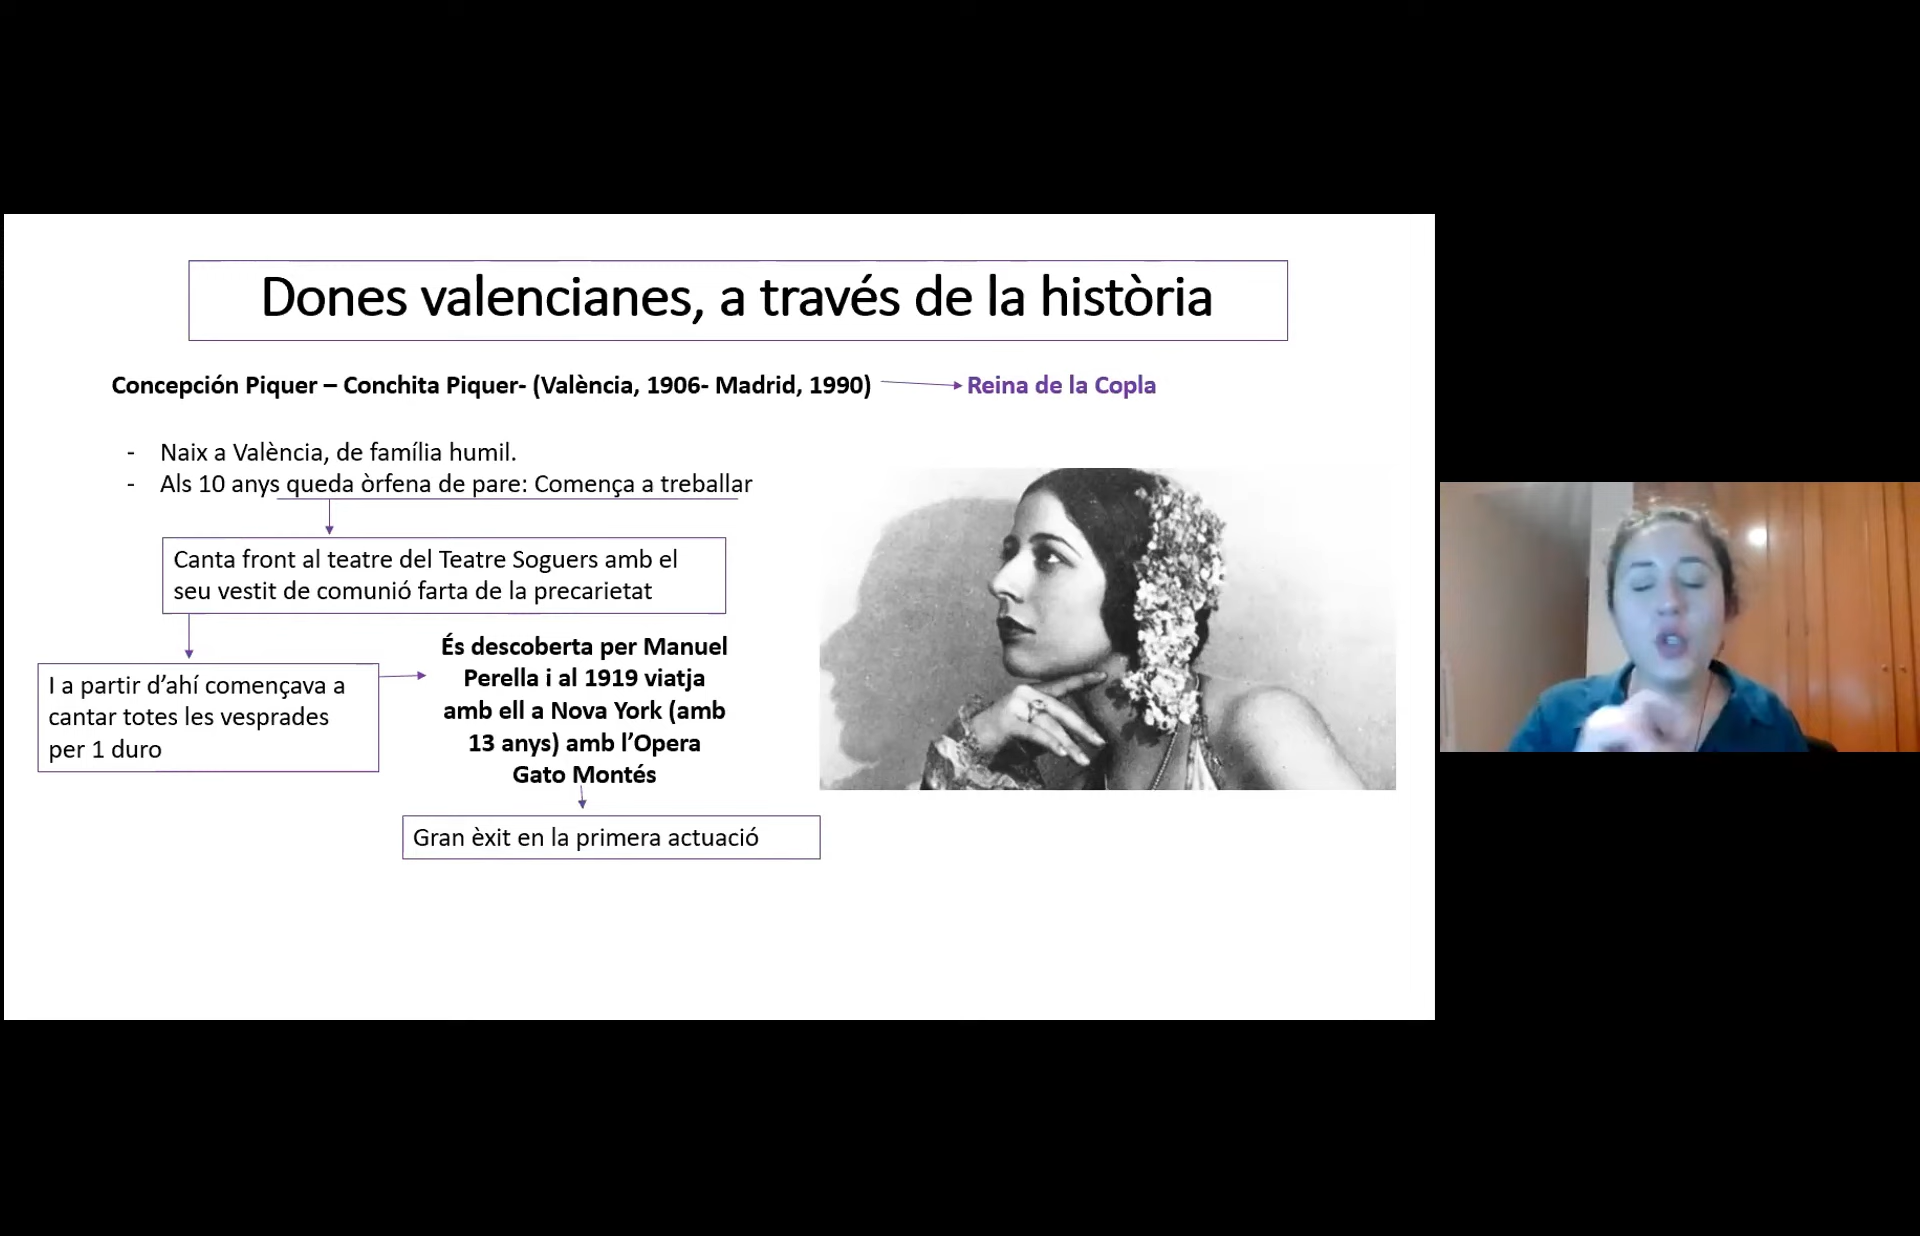 Dones valencianes, a través de la història
Concepción Piquer – Conchita Piquer- (València, 1906- Madrid, 1990)
Reina de la Copla
- Naix a València, de família humil.
- Als 10 anys queda òrfena de pare: Comença a treballar
Canta front al teatre del Teatre Soguers amb el
seu vestit de comunió farta de la precarietat
I a partir d’ahí començava a
cantar totes les vesprades
per 1 duro
És descoberta per Manuel
Perella i al 1919 viatja
amb ell a Nova York (amb
13 anys) amb l’Opera
Gato Montés
Gran èxit en la primera actuació